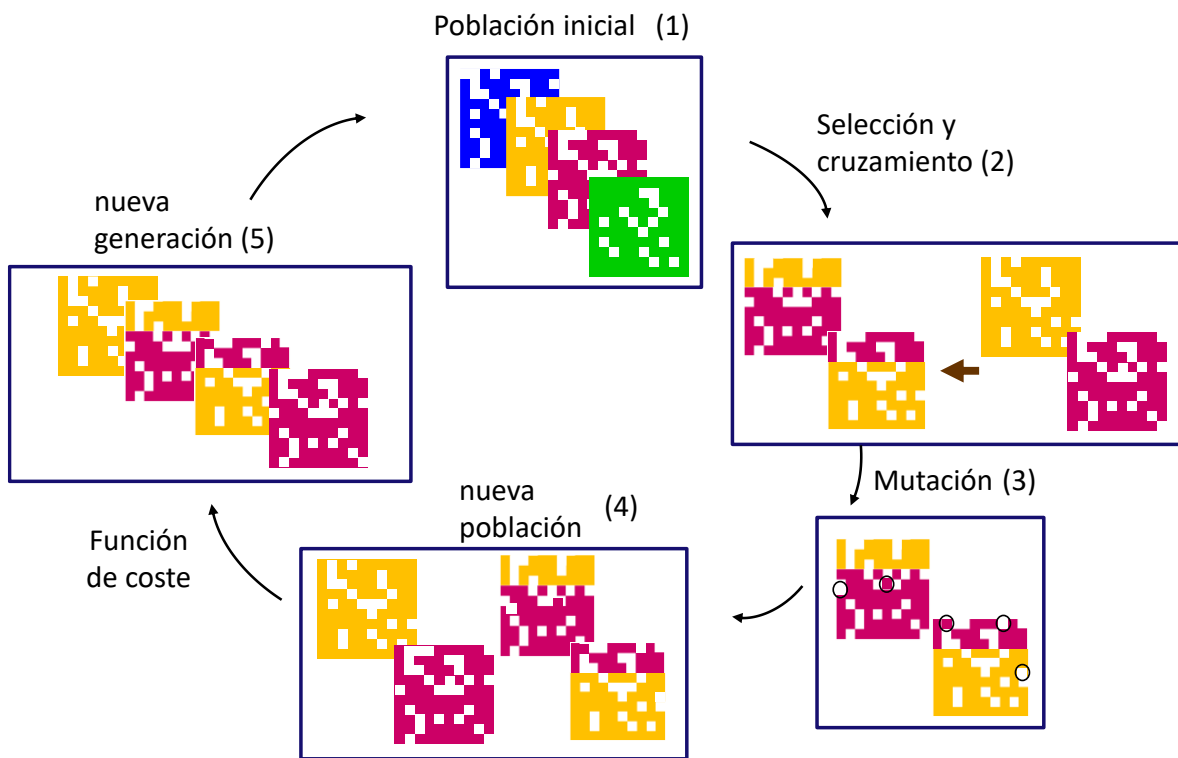 Población inicial (1)
Selección y
cruzamiento (2)
Mutación (3)
nueva
población
(4)
Función
de coste
nueva
generación (5)